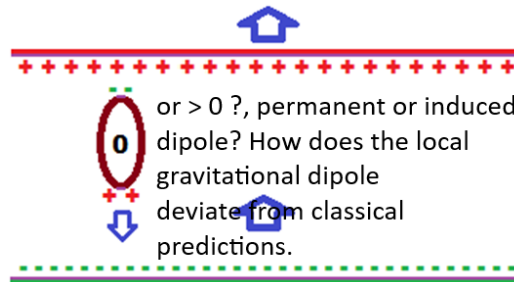 + + + + + + + + + + + + + + + + + + + + + +
- -
or > 0 ?, permanent or induced
0 dipole? How does the local
gravitational dipole
+ +
deviate from classical
predictions.
- - - - - - - - - - - - - - - - - - - - - - - - - - - - - - - - - - - - - - - -